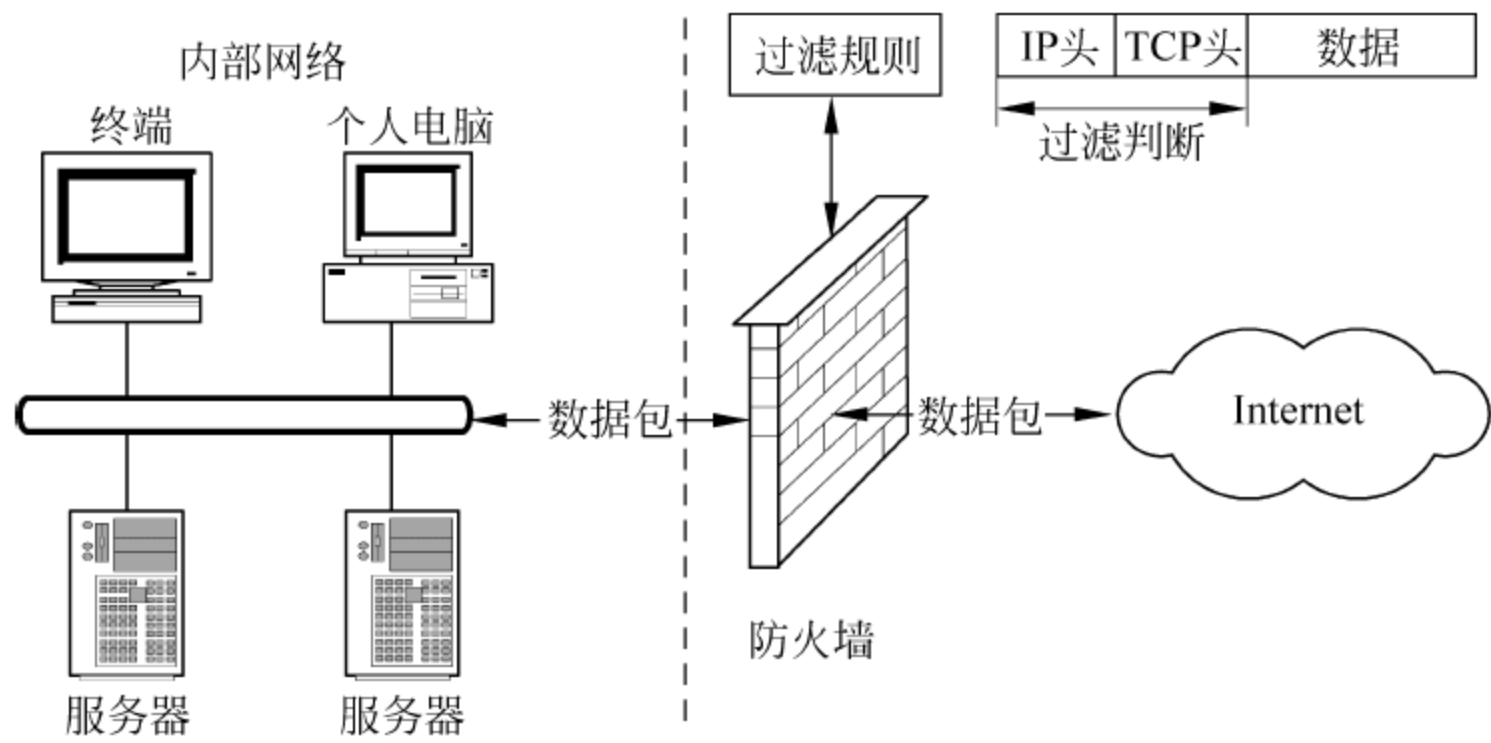 内部网络
终端
个人电脑
服务器
服务器
数据包
过滤规则
防火墙
数据包
Internet
IP头
TCP头
数据
过滤判断